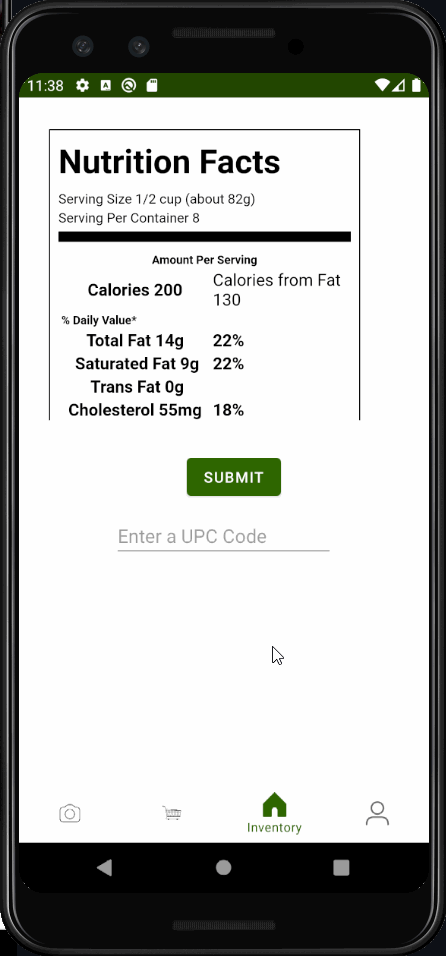 11:38
Nutrition Facts
Serving Size 1/2 cup (about 82g)
Serving Per Container 8
Amount Per Serving
Calories 200 Calories from Fat
130
% Daily Value*
Total Fat 14g 22%
Saturated Fat 9g 22%
Trans Fat 0g
Cholesterol 55mg 18%
SUBMIT
Enter a UPC Code
Inventory